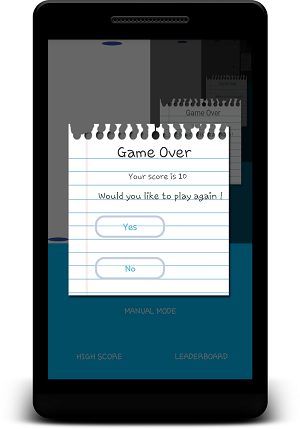 Game Over
Game Over
Your score is 10
Would you like to play again !
Yes
No
MANUAL MODE
HIGH SCORE
LEADERBOARD